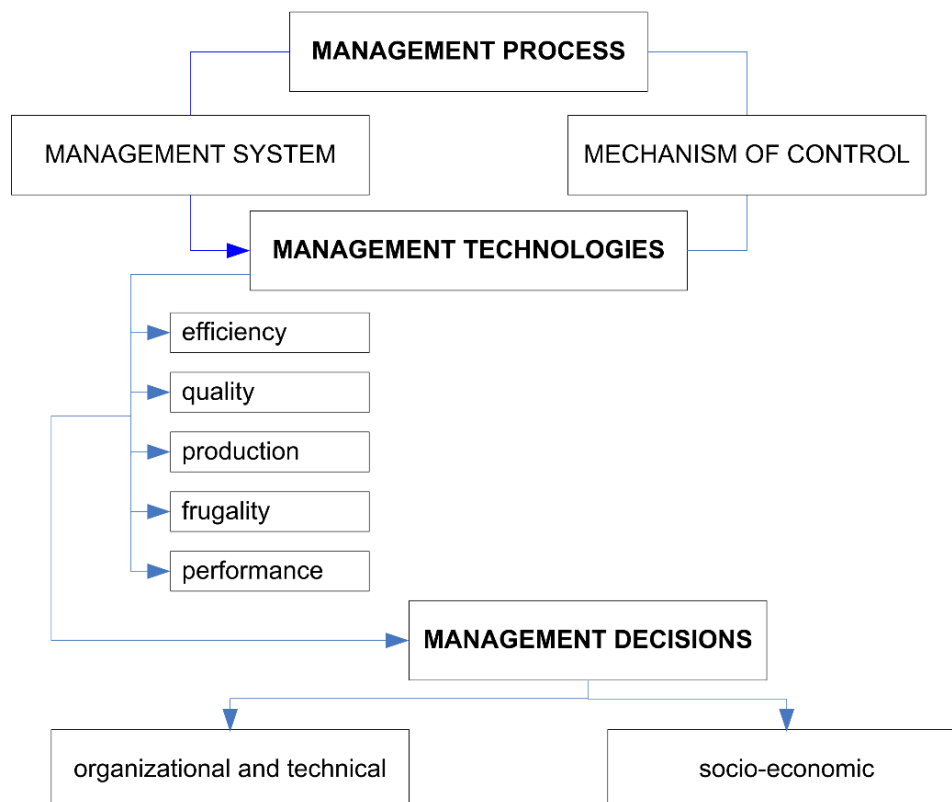 MANAGEMENT PROCESS
MANAGEMENT SYSTEM
MECHANISM OF CONTROL
MANAGEMENT TECHNOLOGIES
efficiency
quality
production
frugality
performance
MANAGEMENT DECISIONS
organizational and technical
socio-economic